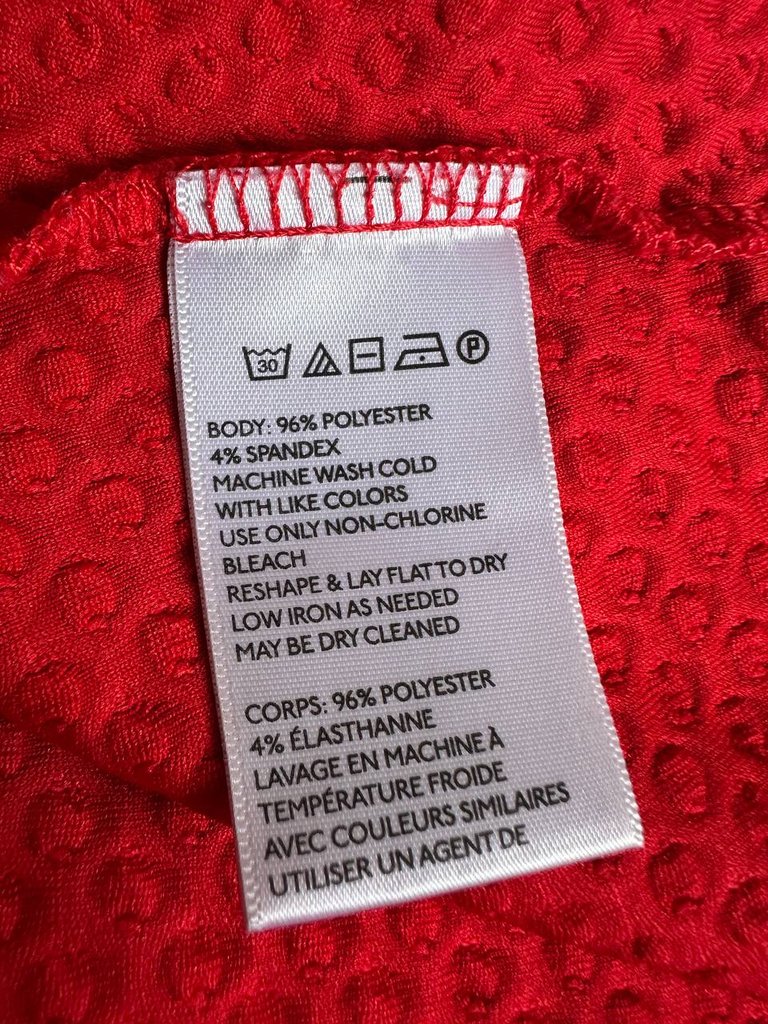 30 P
BODY: 96% POLYESTER
4% SPANDEX
MACHINE WASH COLD
WITH LIKE COLORS
USE ONLY NON-CHLORINE
BLEACH
RESHAPE & LAY FLAT TO DRY
LOW IRON AS NEEDED
MAY BE DRY CLEANED
CORPS: 96% POLYESTER
4% ÉLASTHANNE
LAVAGE EN MACHINE À
TEMPÉRATURE FROIDE
AVEC COULEURS SIMILAIRES
UTILISER UN AGENT DE